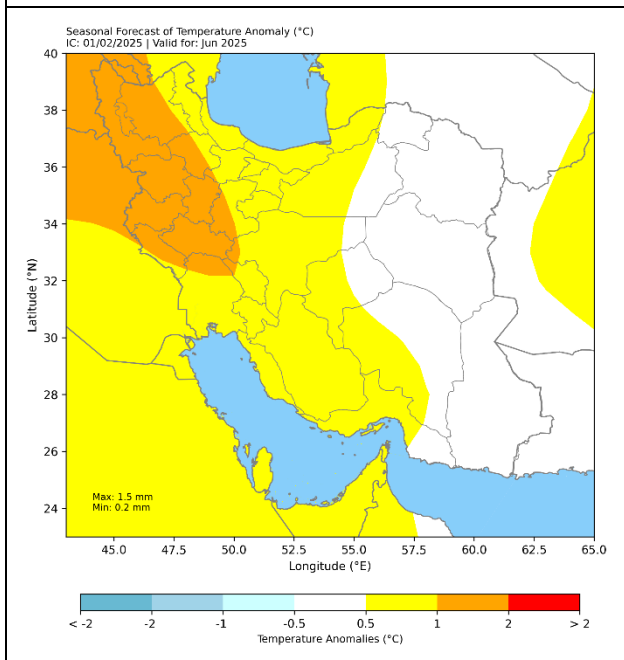 Seasonal Forecast of Temperature Anomaly (°C)
IC: 01/02/2025 | Valid for: Jun 2025
40
38
36
34
32
30
28
26
24
Latitude (°N)
Max: 1.5 mm
Min: 0.2 mm
45.0 47.5 50.0 52.5 55.0 57.5 60.0 62.5 65.0
Longitude (°E)
< -2 -2 -1 -0.5 0.5 1 2 > 2
Temperature Anomalies (°C)